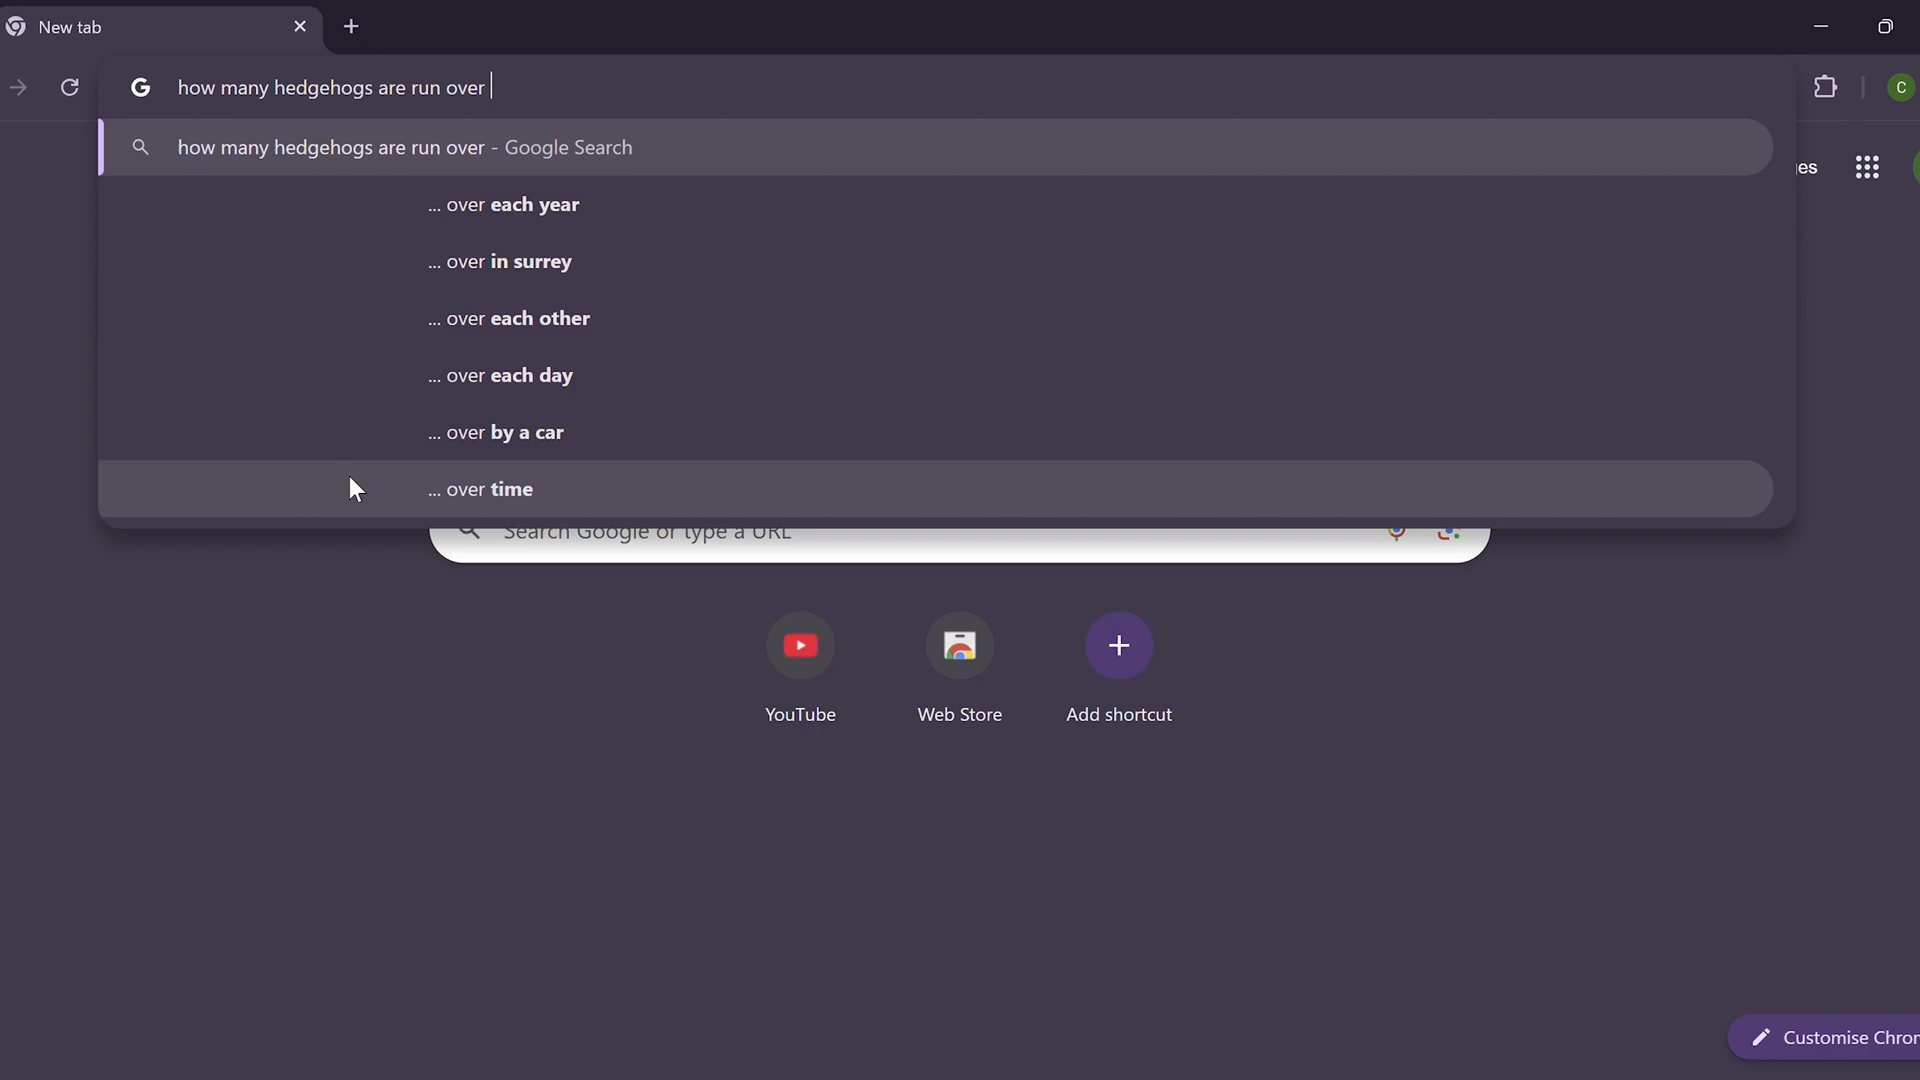 New tab
how many hedgehogs are run over
how many hedgehogs are run over - Google Search
... over each year
... over in surrey
... over each other
... over each day
... over by a car
... over time
Search Google or type a URL
YouTube
Web Store
Add shortcut
C
Customise